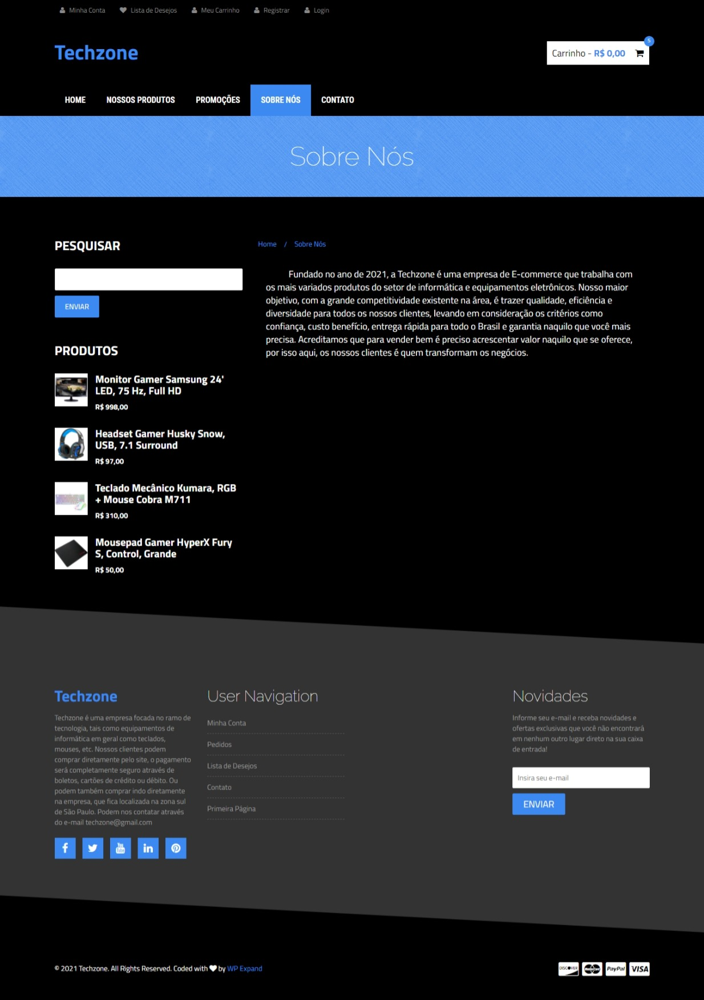 Minha Conta Lista de Desejos Meu Carrinho Registrar Login
Techzone
Carrinho - R$ 0,00
5
HOME NOSSOS PRODUTOS PROMOÇÕES SOBRE NÓS CONTATO
Sobre Nós
PESQUISAR
ENVIAR
PRODUTOS
Monitor Gamer Samsung 24'
LED, 75 Hz, Full HD
R$ 998,00
Headset Gamer Husky Snow,
USB, 7.1 Surround
R$ 97,00
Teclado Mecânico Kumara, RGB
+ Mouse Cobra M711
R$ 310,00
Mousepad Gamer HyperX Fury
S, Control, Grande
R$ 50,00
Home / Sobre Nós
Fundado no ano de 2021, a Techzone é uma empresa de E-commerce que trabalha com
os mais variados produtos do setor de informática e equipamentos eletrônicos. Nosso maior
objetivo, com a grande competitividade existente na área, é trazer qualidade, eficiência e
diversidade para todos os nossos clientes, levando em consideração os critérios como
confiança, custo benefício, entrega rápida para todo o Brasil e garantia naquilo que você mais
precisa. Acreditamos que para vender bem é preciso acrescentar valor naquilo que se oferece,
por isso aqui, os nossos clientes é quem transformam os negócios.
Techzone
Techzone é uma empresa focada no ramo de
tecnologia, tais como equipamentos de
informática em geral como teclados,
mouses, etc. Nossos clientes podem
comprar diretamente pelo site, o pagamento
será completamente seguro através de
boletos, cartões de crédito ou débito. Ou
podem também comprar indo diretamente
na empresa, que fica localizada na zona sul
de São Paulo. Podem nos contatar através
do e-mail techzone@gmail.com
You Tube in
User Navigation
Minha Conta
Pedidos
Lista de Desejos
Contato
Primeira Página
Novidades
Informe seu e-mail e receba novidades e
ofertas exclusivas que você não encontrará
em nenhum outro lugar direto na sua caixa
de entrada!
Insira seu e-mail
ENVIAR
© 2021 Techzone. All Rights Reserved. Coded with by WP Expand
DISCOVER MasterCard PayPal VISA